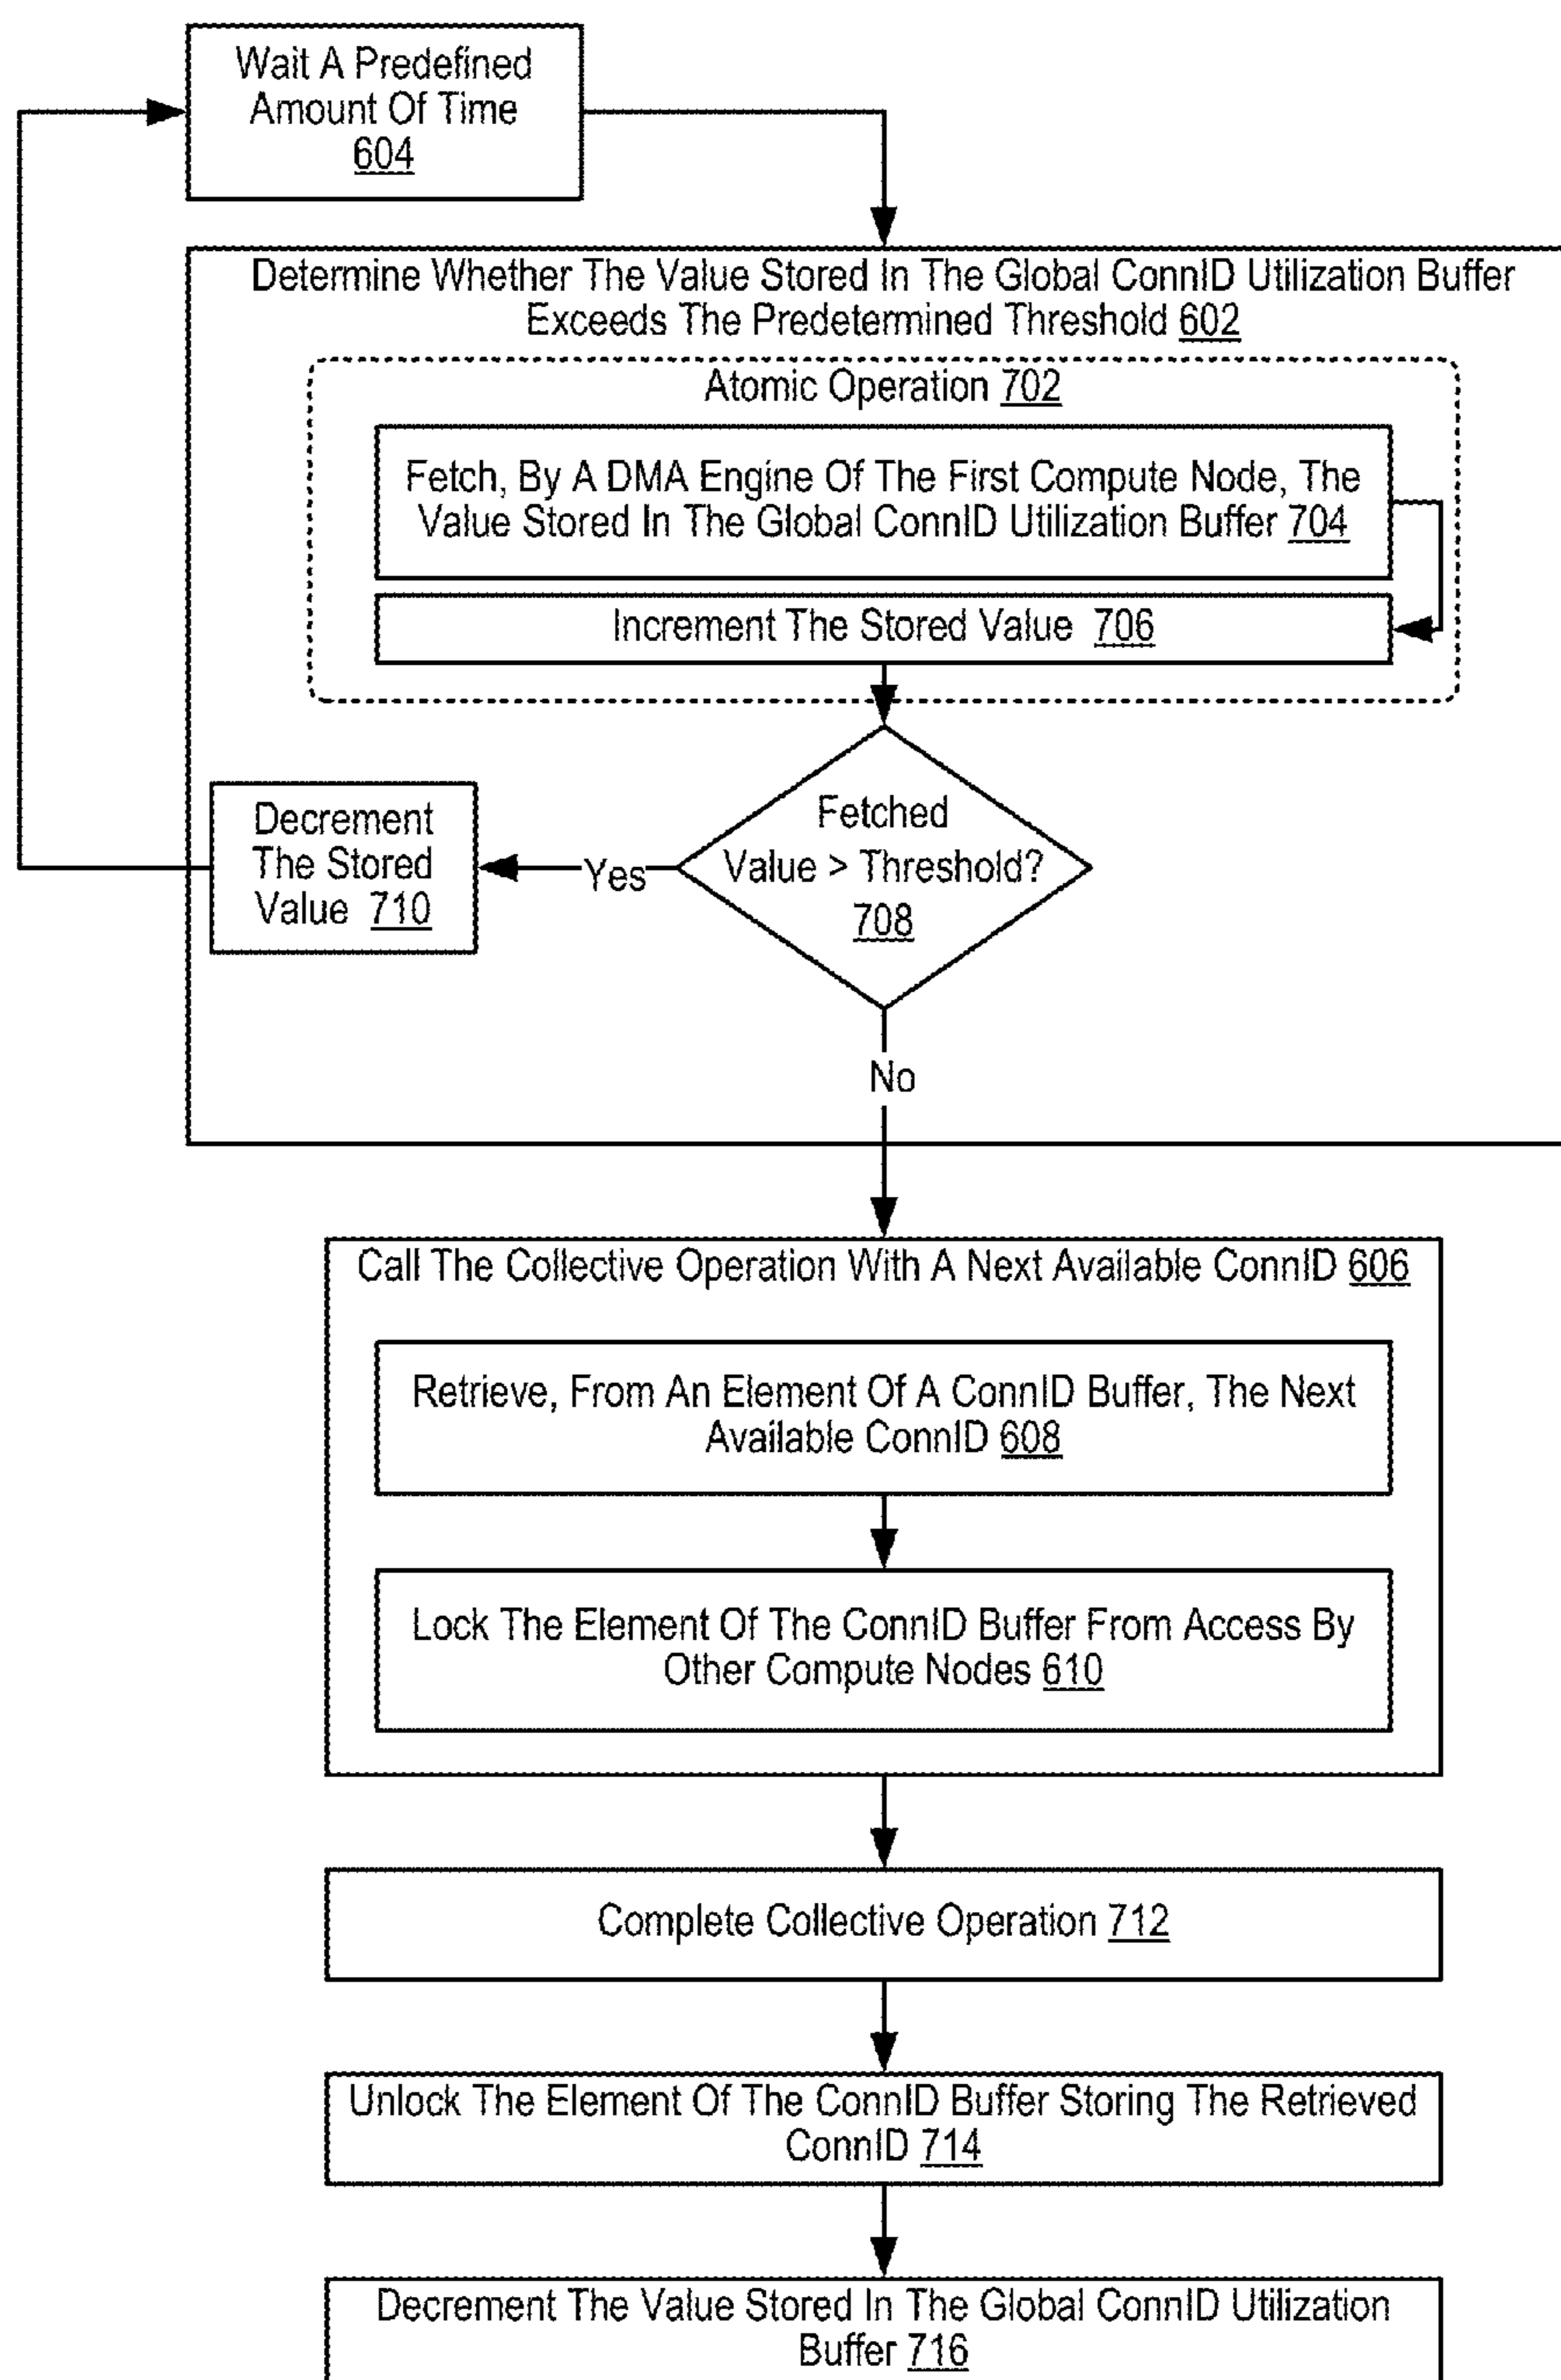 Wait A Predefined
Amount Of Time
604
Determine Whether The Value Stored In The Global ConnID Utilization Buffer
Exceeds The Predetermined Threshold 602
Atomic Operation 702
Fetch, By A DMA Engine Of The First Compute Node, The
Value Stored In The Global ConnID Utilization Buffer 704
Increment The Stored Value 706
Fetched
Value > Threshold?
708
Yes
Decrement
The Stored
Value 710
No
Call The Collective Operation With A Next Available ConnID 606
Retrieve, From An Element Of A ConnID Buffer, The Next
Available ConnID 608
Lock The Element Of The ConnID Buffer From Access By
Other Compute Nodes 610
Complete Collective Operation 712
Unlock The Element Of The ConnID Buffer Storing The Retrieved
ConnID 714
Decrement The Value Stored In The Global ConnID Utilization
Buffer 716